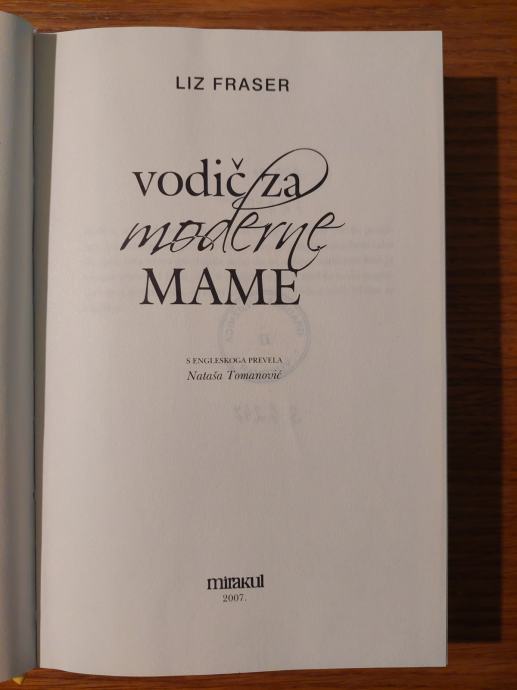 LIZ FRASER
vodič za
moderne
MAME
S ENGLESKOGA PREVELA
Nataša Tomanović
mirakul
2007.